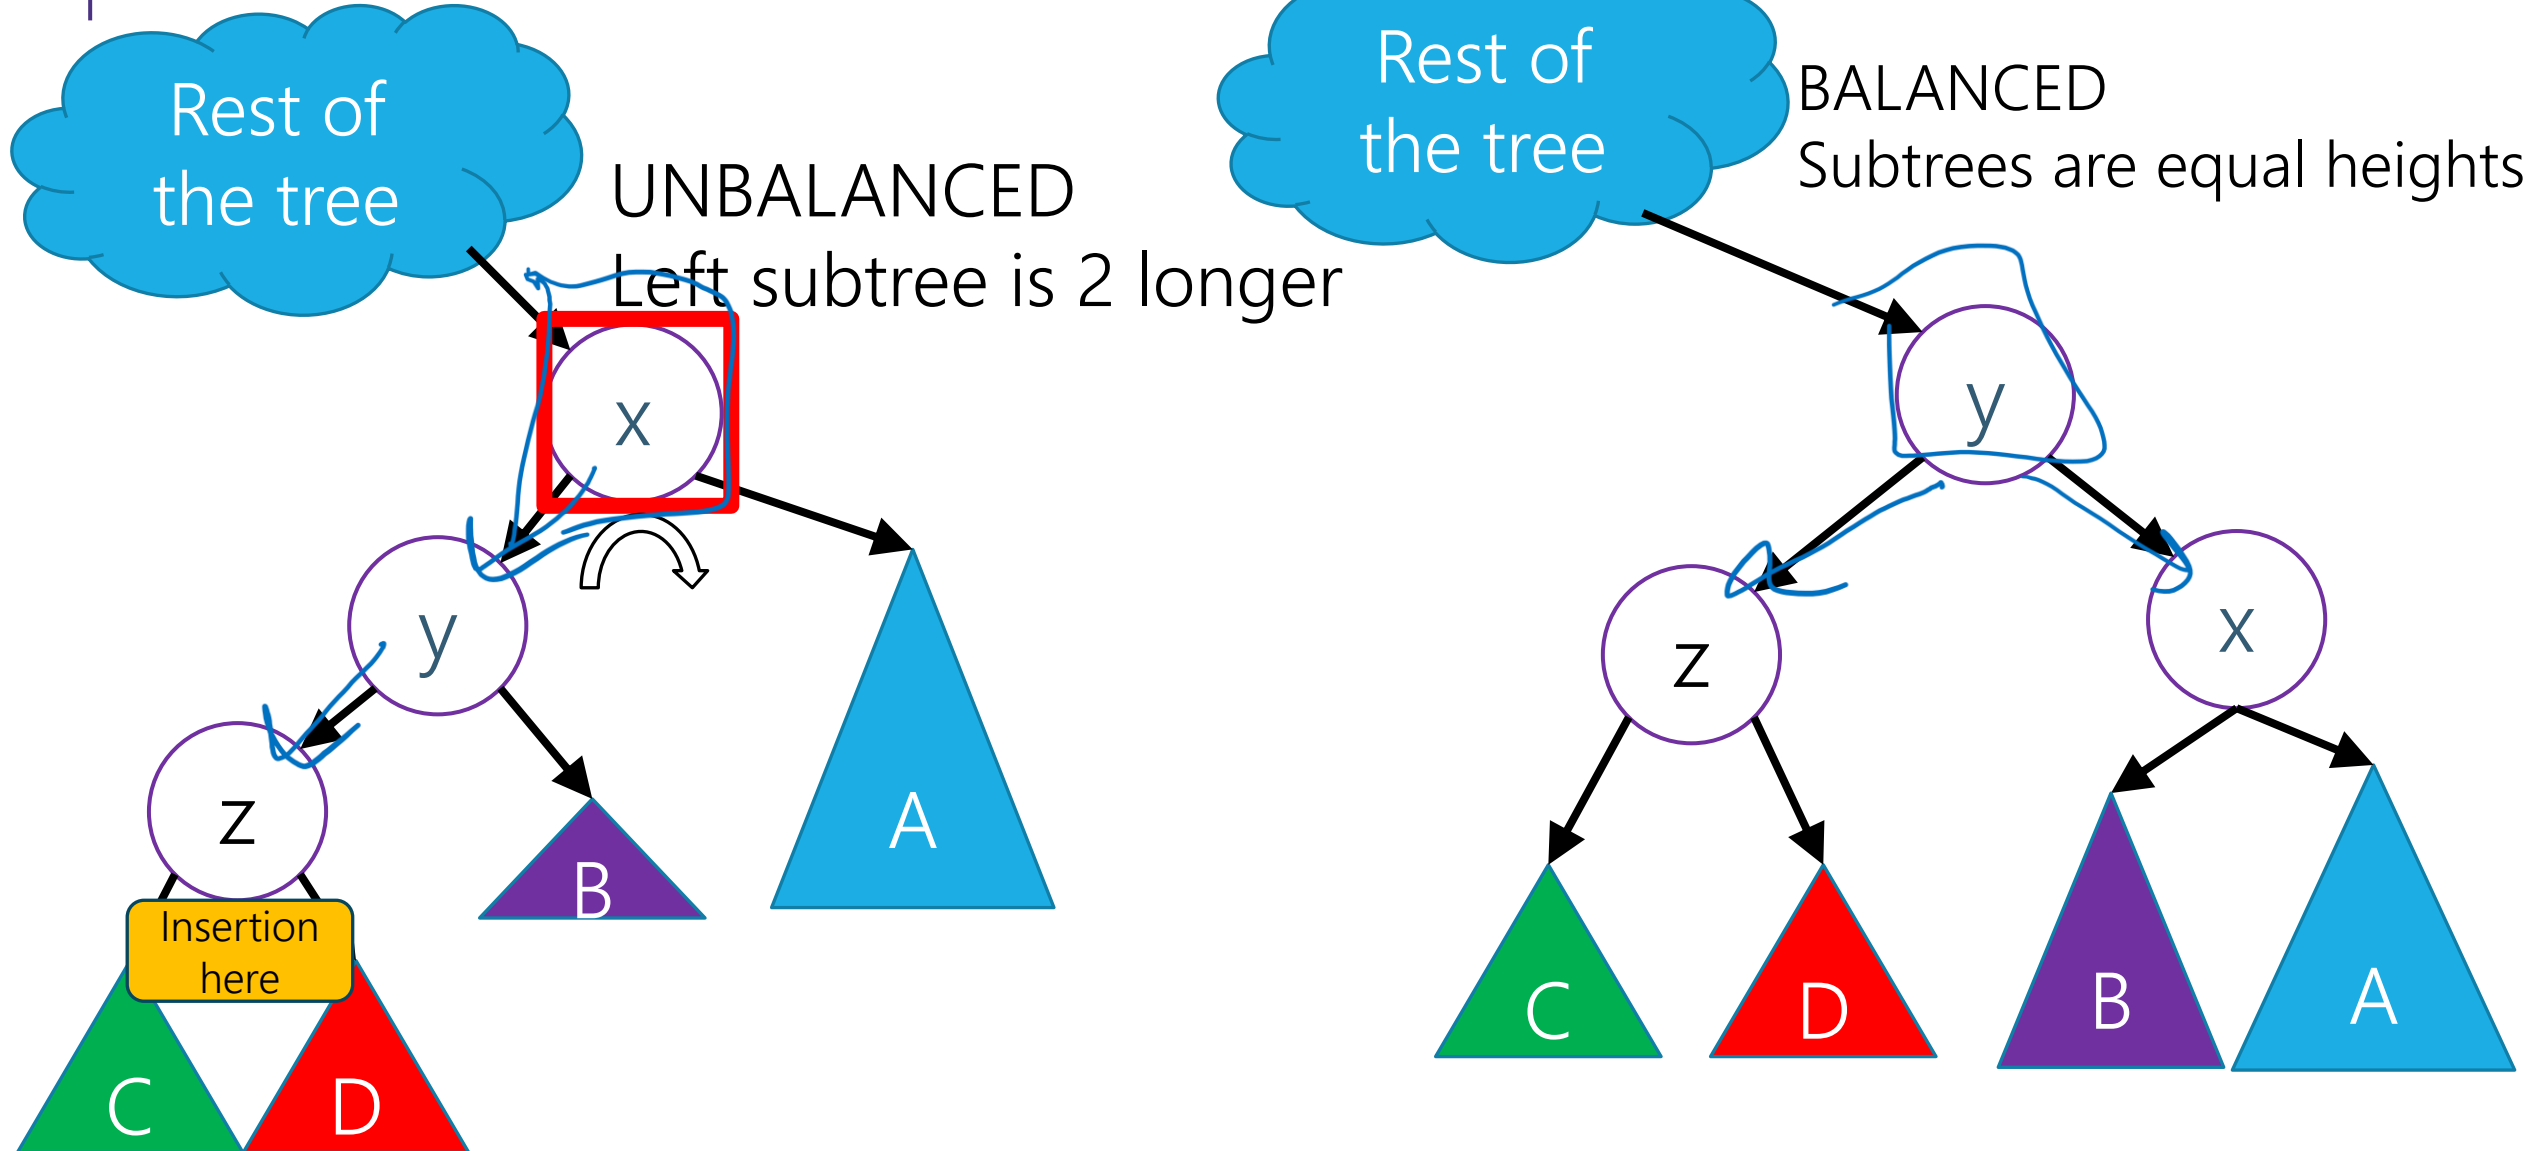 Rest of
the tree
UNBALANCED
Left subtree is 2 longer
x
y
z
Insertion
here
C
D
B
A
Rest of
the tree
BALANCED
Subtrees are equal heights
y
z
x
C
D
B
A